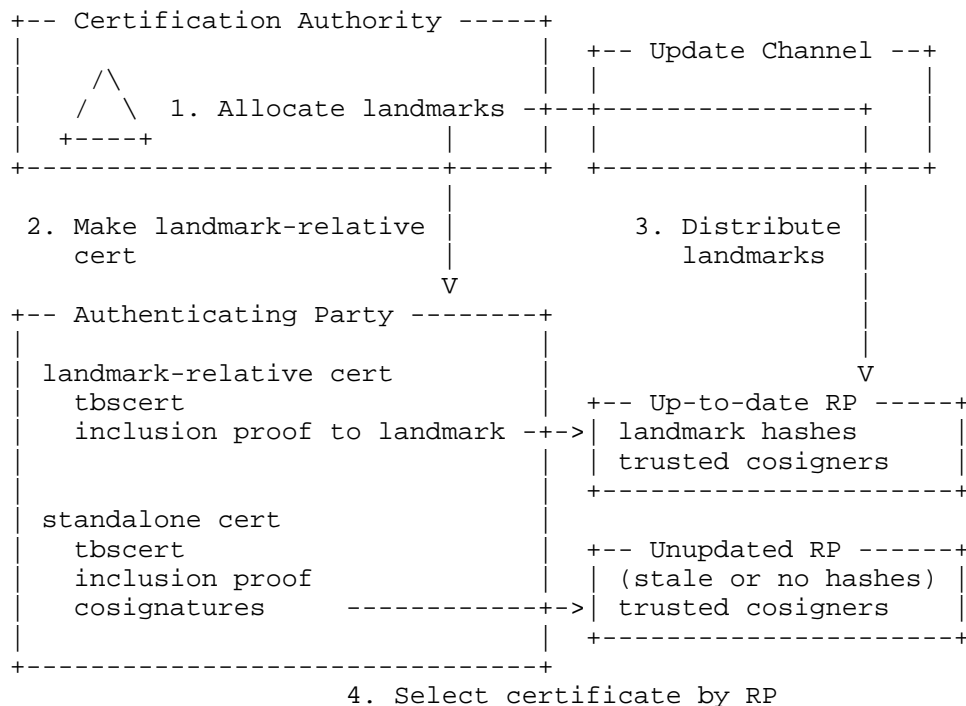 Certification Authority
Update Channel
1. Allocate landmarks
2. Make landmark-relative
cert
3. Distribute
landmarks
V
Authenticating Party
V
landmark-relative cert
tbscert
inclusion proof to landmark
Up-to-date RP
landmark hashes
trusted cosigners
standalone cert
tbscert
inclusion proof
cosignatures
Unupdated RP
(stale or no hashes)
trusted cosigners
4. Select certificate by RP